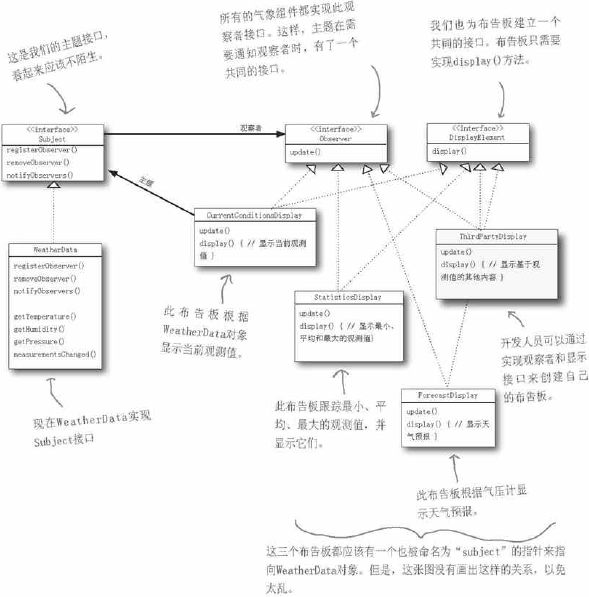 这是我们的主题接口，
看起来应该不陌生。
所有的气象组件都实现此观
察者接口。这样，主题在需
要通知观察者时，有了一个
共同的接口。
我们也为布告板建立一个
共同的接口。布告板只需要
实现display()方法。
<<interface>>
Subject
registerObserver()
removeObserver()
notifyObservers()
观察者
<<interface>>
Observer
update()
<<Interface>>
DisplayElement
display()
主题
WeatherData
registerObserver()
removeObserver()
notifyObservers()
getTemperature()
getHumidity()
getPressure()
measurementsChanged()
现在WeatherData实现
Subject接口
CurrentConditionsDisplay
update()
display() { // 显示当前观测
值 }
此布告板根据
WeatherData对象
显示当前观测值。
StatisticsDisplay
update()
display() { // 显示最小、
平均和最大的观测值}
此布告板跟踪最小、平
均、最大的观测值，并
显示它们。
ThirdPartyDisplay
update()
display() { // 显示基于观
测值的其他内容 }
开发人员可以通过
实现观察者和显示
接口来创建自己
的布告板。
ForecastDisplay
update()
display() { // 显示天
气预报 }
此布告板根据气压计显
示天气预报。
这三个布告板都应该有一个也被命名为“subject”的指针来指
向WeatherData对象。但是，这张图没有画出这样的关系，以免
太乱。